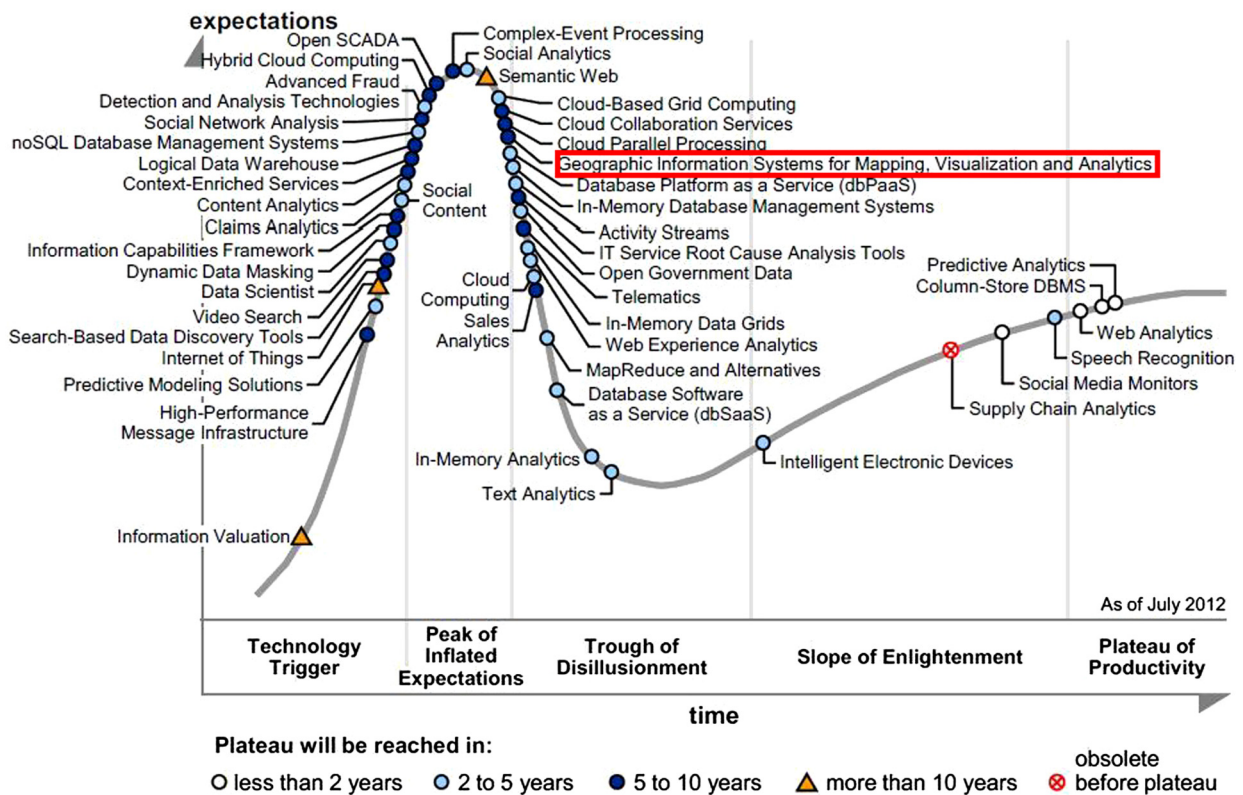 expectations
Open SCADA
Hybrid Cloud Computing
Advanced Fraud
Detection and Analysis Technologies
Social Network Analysis
noSQL Database Management Systems
Logical Data Warehouse
Context-Enriched Services
Content Analytics
Claims Analytics
Information Capabilities Framework
Dynamic Data Masking
Data Scientist
Video Search
Search-Based Data Discovery Tools
Internet of Things
Predictive Modeling Solutions
High-Performance
Message Infrastructure
Information Valuation
Complex-Event Processing
Social Analytics
Semantic Web
Social
Content
Cloud-Based Grid Computing
Cloud Collaboration Services
Cloud Parallel Processing
Geographic Information Systems for Mapping, Visualization and Analytics
Database Platform as a Service (dbPaaS)
In-Memory Database Management Systems
Activity Streams
IT Service Root Cause Analysis Tools
Open Government Data
Telematics
In-Memory Data Grids
Web Experience Analytics
Cloud
Computing
Sales
Analytics
MapReduce and Alternatives
Database Software
as a Service (dbSaaS)
In-Memory Analytics
Text Analytics
Intelligent Electronic Devices
Predictive Analytics
Column-Store DBMS
Web Analytics
Speech Recognition
Social Media Monitors
Supply Chain Analytics
As of July 2012
Technology
Trigger
Peak of
Inflated
Expectations
Trough of
Disillusionment
Slope of Enlightenment
Plateau of
Productivity
time
Plateau will be reached in:
less than 2 years
2 to 5 years
5 to 10 years
more than 10 years
obsolete
before plateau